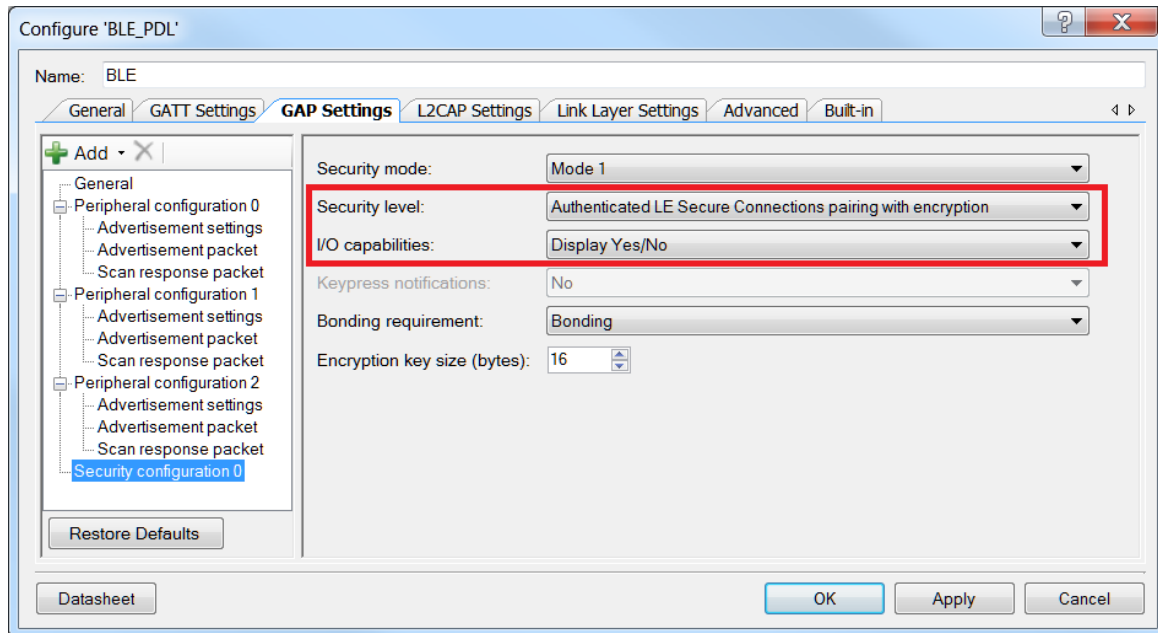 Configure 'BLE_PDL'
Name: BLE
General GATT Settings GAP Settings L2CAP Settings Link Layer Settings Advanced Built-in
Add
General
Peripheral configuration 0
Advertisement settings
Advertisement packet
Scan response packet
Peripheral configuration 1
Advertisement settings
Advertisement packet
Scan response packet
Peripheral configuration 2
Advertisement settings
Advertisement packet
Scan response packet
Security configuration 0
Restore Defaults
Security mode: Mode 1
Security level: Authenticated LE Secure Connections pairing with encryption
I/O capabilities: Display Yes/No
Keypress notifications: No
Bonding requirement: Bonding
Encryption key size (bytes): 16
Datasheet OK Apply Cancel